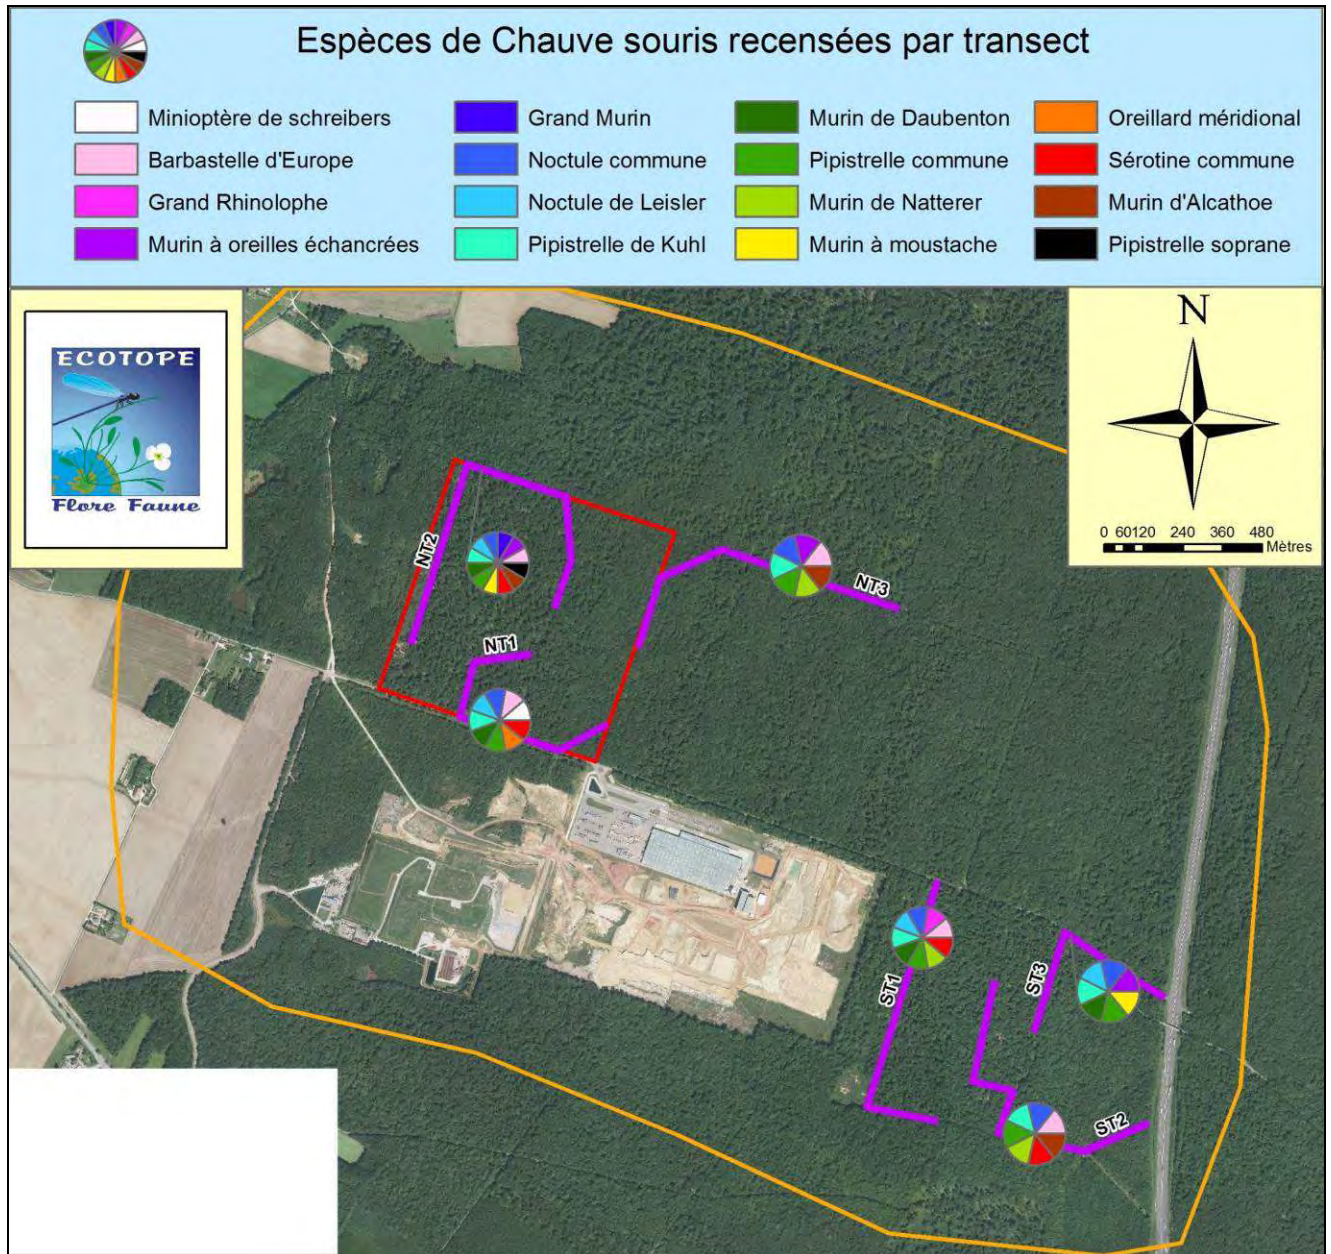 Espèces de Chauve souris recensées par transect
Minioptère de schreibers
Barbastelle d'Europe
Grand Rhinolophe
Murin à oreilles échancrées
Grand Murin
Noctule commune
Noctule de Leisler
Pipistrelle de Kuhl
Murin de Daubenton
Pipistrelle commune
Murin de Natterer
Murin à moustache
Oreillard méridional
Sérotine commune
Murin d'Alcathoe
Pipistrelle soprane
ECOTOPE
Flore Faune
N
0 60 120 240 360 480
Mètres
NT2
NT3
NT1
ST1
ST3
ST2